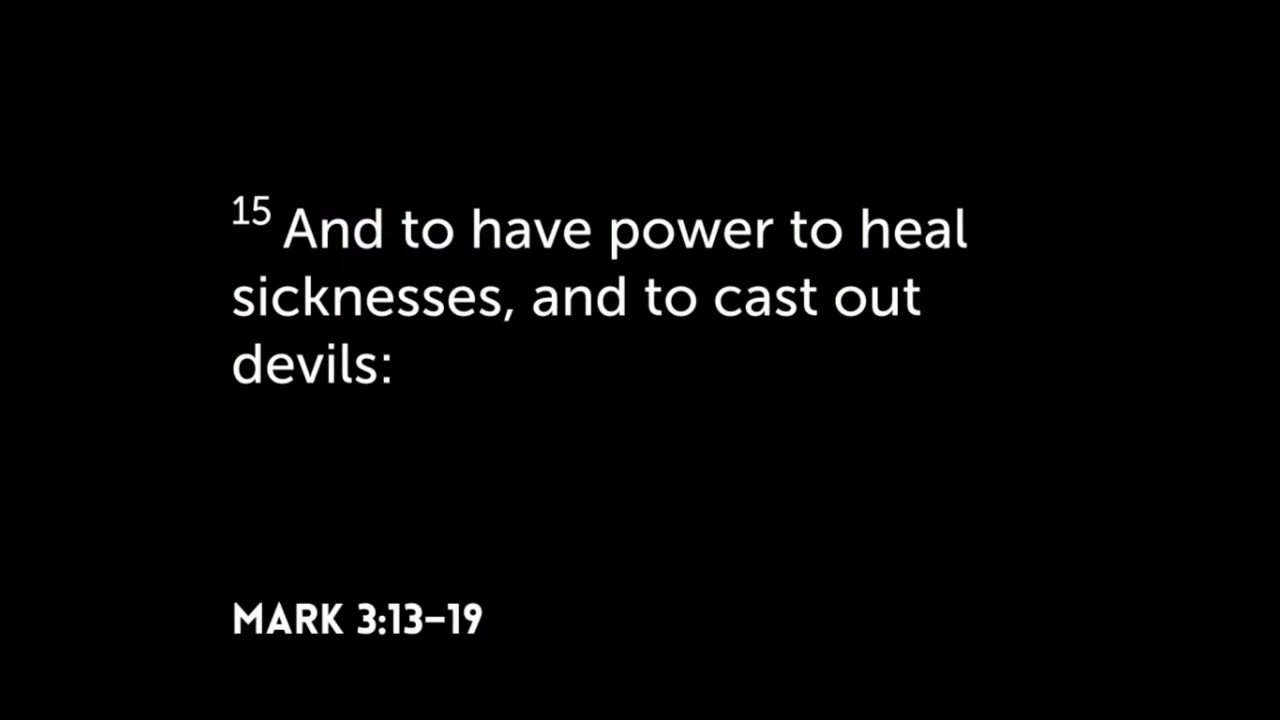 15 And to have power to heal
sicknesses, and to cast out
devils:
MARK 3:13–19